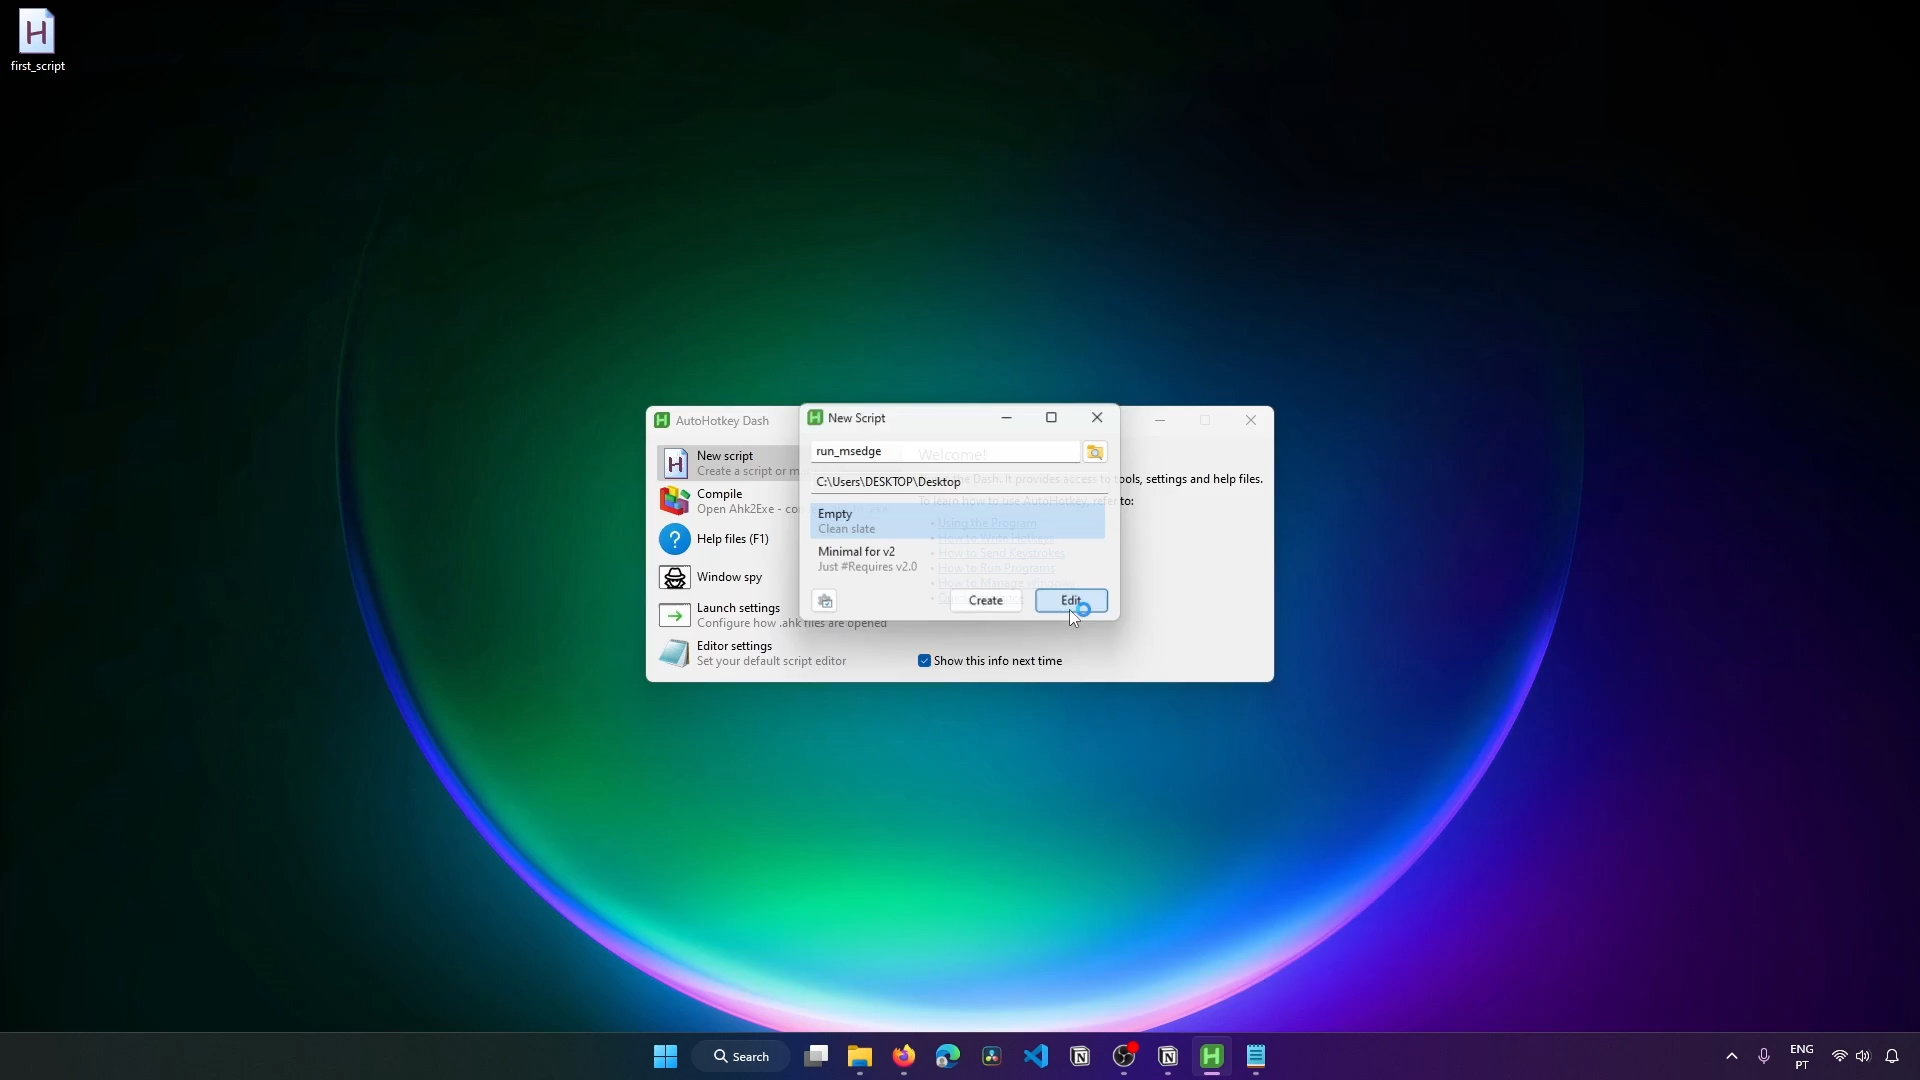 first_script
AutoHotkey Dash
New script
Create a script or m
Compile
Open Ahk2Exe - co
Help files (F1)
Window spy
Launch settings
Configure how .ahk files are opened
Editor settings
Set your default script editor
New Script
run_msedge
C:\Users\DESKTOP\Desktop
Empty
Clean slate
Minimal for v2
Just #Requires v2.0
Create
Edit
Welcome!
e Dash. It provides access to tools, settings and help files.
To learn how to use AutoHotkey, refer to:
• Using the Program
• How to Write Hotkeys
• How to Send Keystrokes
• How to Run Programs
• How to Manage Windows
Show this info next time
Search
ENG
PT